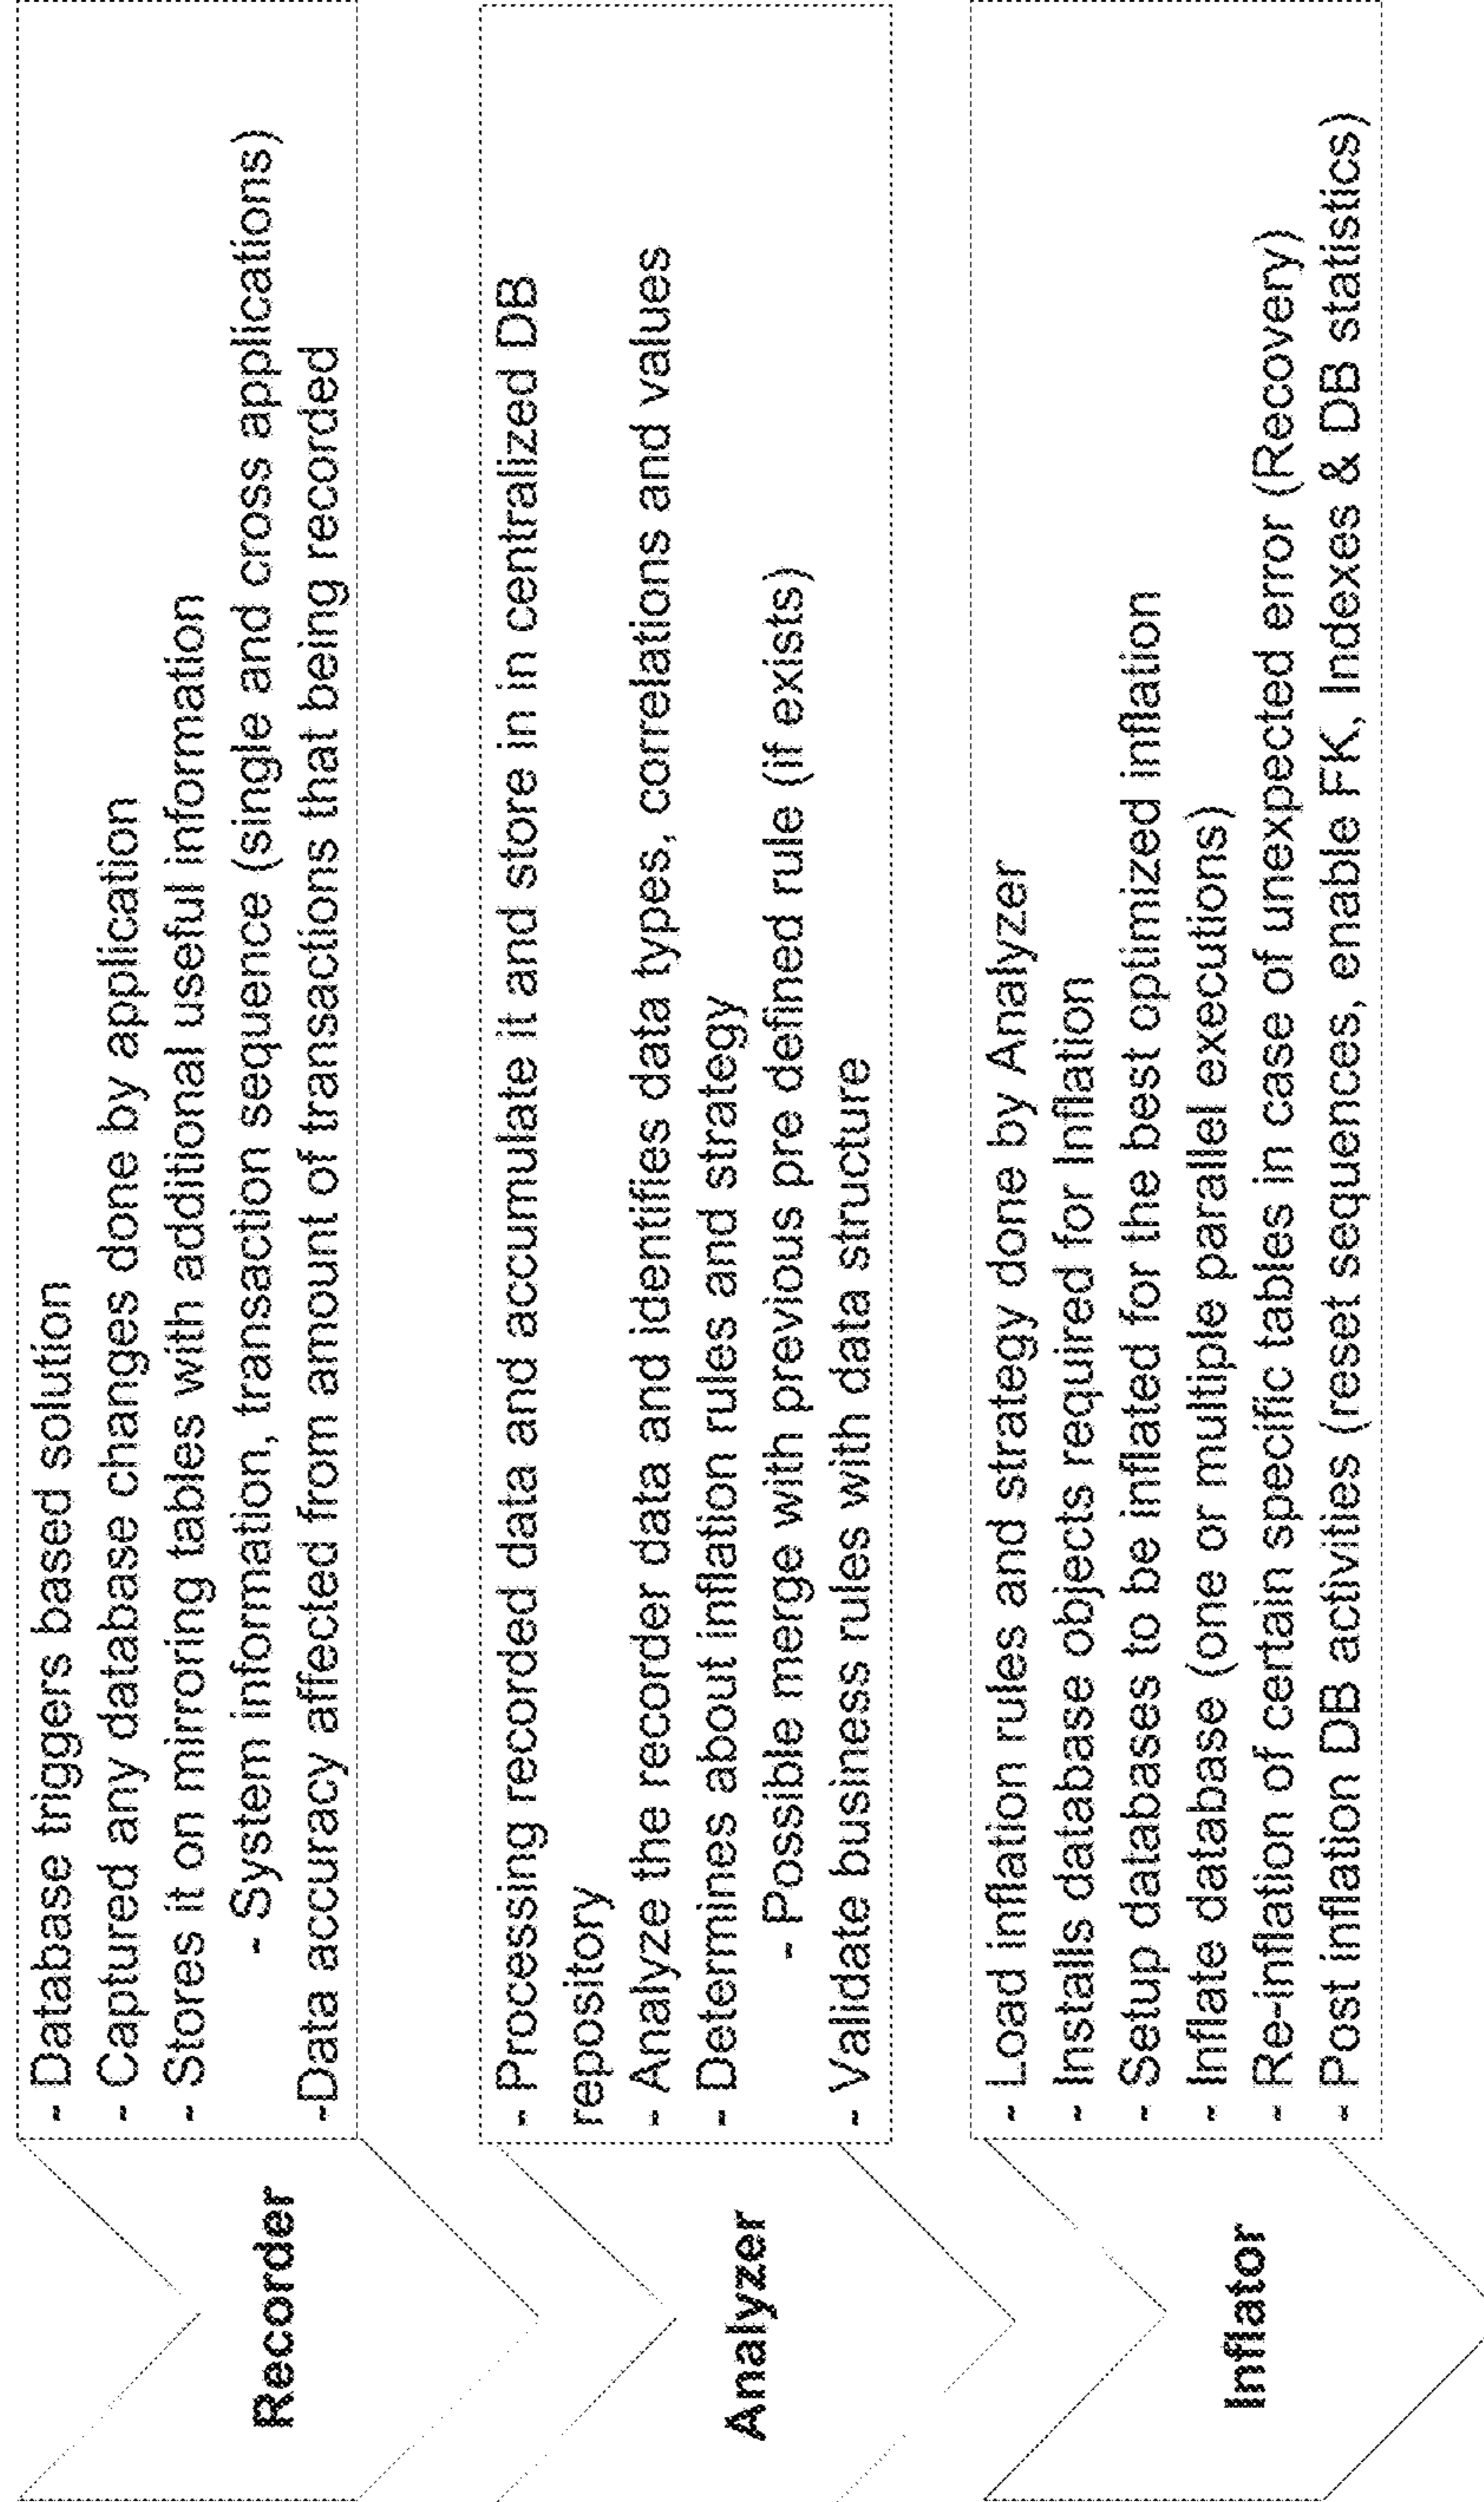 Recorder
- Database triggers based solution
- Captured any database changes done by application
- Stores it on mirroring tables with additional useful information
- System information, transaction sequence (single and cross applications)
-Data accuracy affected from amount of transactions that being recorded
Analyzer
- Processing recorded data and accumulate it and store in in centralized DB
repository
- Analyze the recorder data and identifies data types, correlations and values
- Determines about inflation rules and strategy
- Possible merge with previous pre defined rule (if exists)
- Validate business rules with data structure
Inflator
- Load inflation rules and strategy done by Analyzer
- Installs database objects required for Inflation
- Setup databases to be inflated for the best optimized inflation
- Inflate database (one or multiple parallel executions)
- Re-inflation of certain specific tables in case of unexpected error (Recovery)
- Post inflation DB activities (reset sequences, enable FK, Indexes & DB statistics)